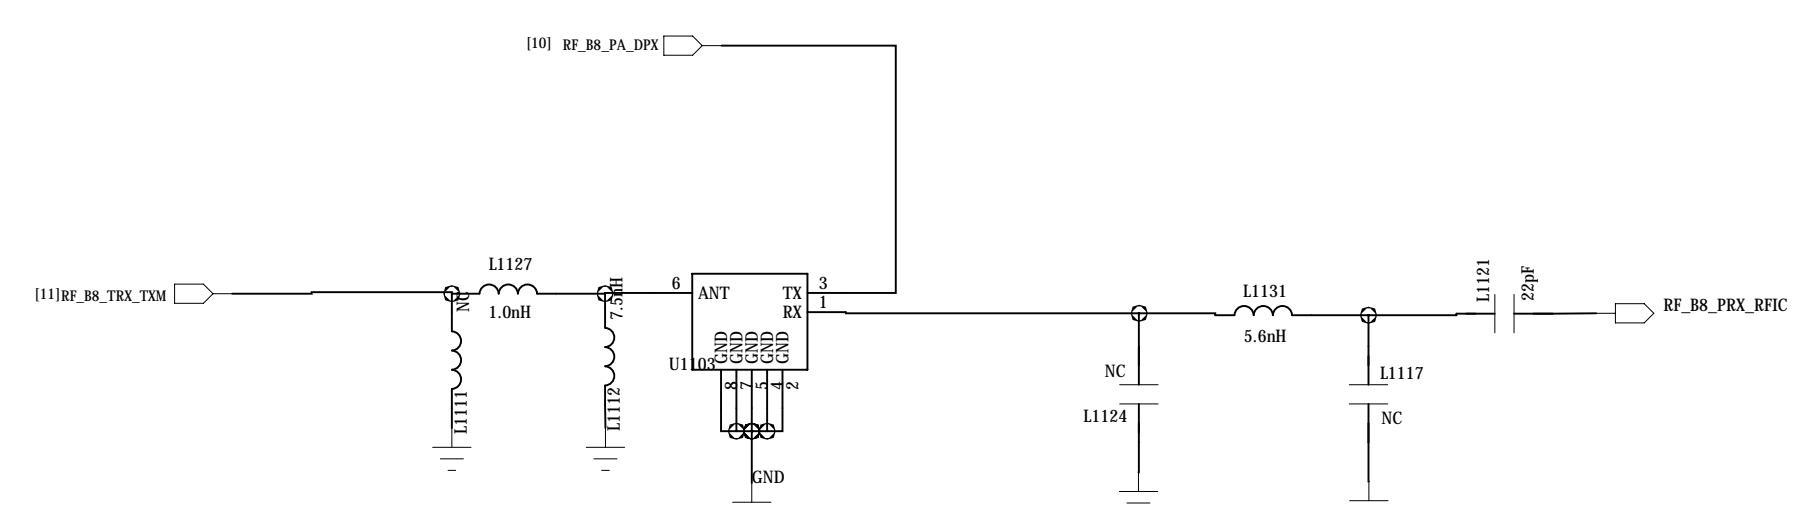 [10] RF_B8_PA_DPX
[11]RF_B8_TRX_TXM
NC
L1127
1.0nH
7.5nH
L1111
L1112
6
ANT
TX
3
RX
1
GND
GND
GND
GND
GND
U1103
8
7
5
4
2
GND
NC
L1124
L1131
5.6nH
L1117
NC
L1121
22pF
RF_B8_PRX_RFIC